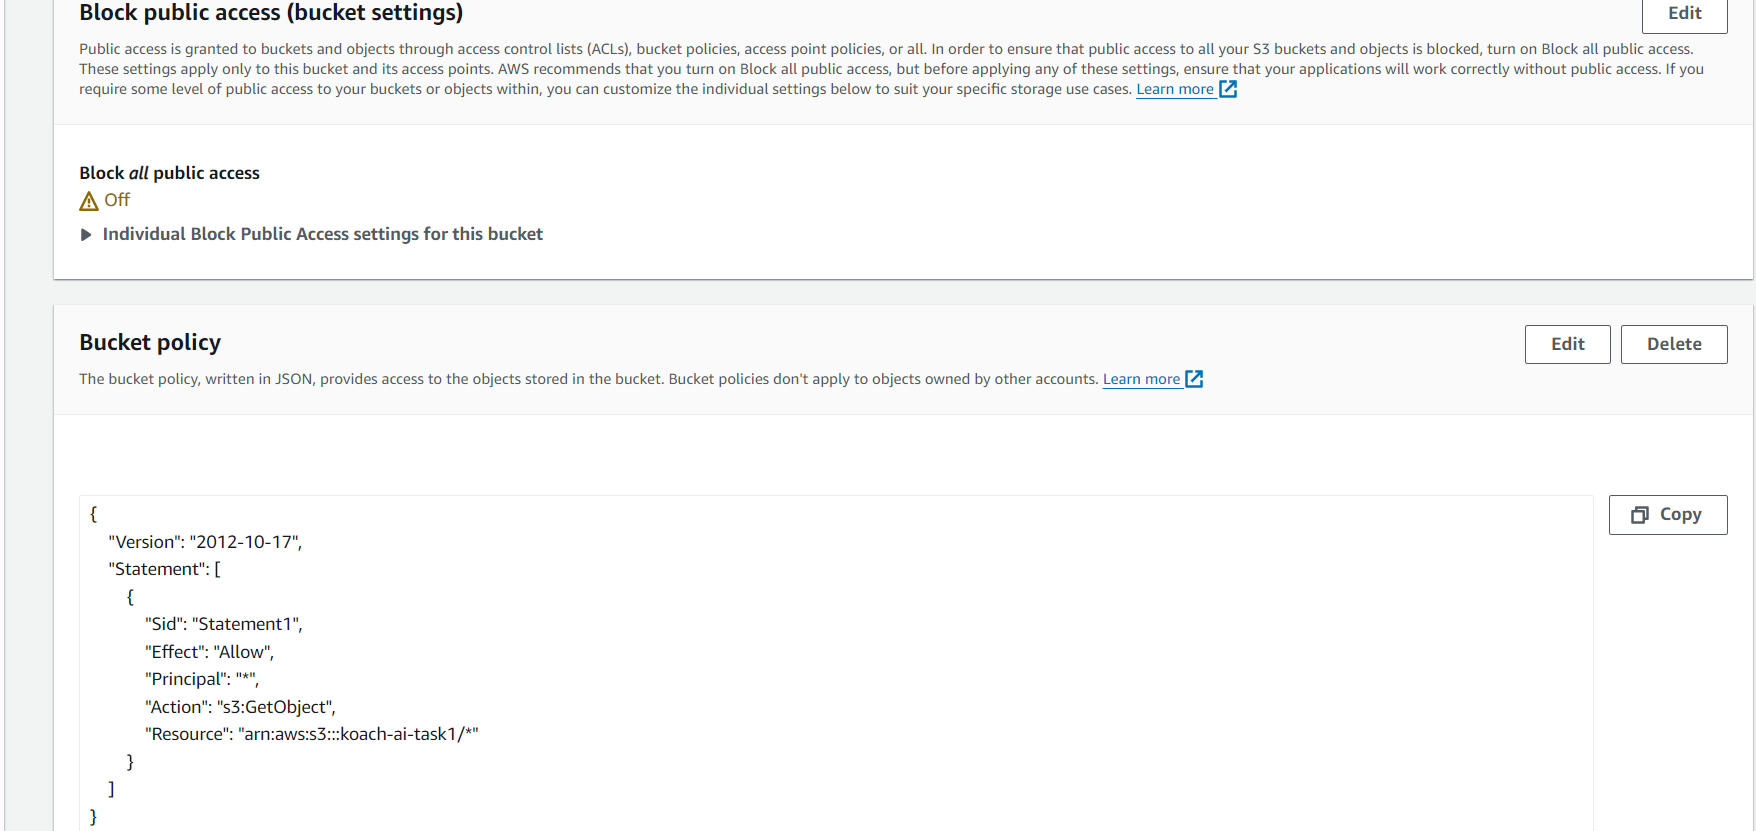 Block public access (bucket settings)
Edit
Public access is granted to buckets and objects through access control lists (ACLs), bucket policies, access point policies, or all. In order to ensure that public access to all your S3 buckets and objects is blocked, turn on Block all public access.
These settings apply only to this bucket and its access points. AWS recommends that you turn on Block all public access, but before applying any of these settings, ensure that your applications will work correctly without public access. If you
require some level of public access to your buckets or objects within, you can customize the individual settings below to suit your specific storage use cases. Learn more
Block all public access
Off
Individual Block Public Access settings for this bucket
Bucket policy
Edit
Delete
The bucket policy, written in JSON, provides access to the objects stored in the bucket. Bucket policies don't apply to objects owned by other accounts. Learn more
Copy
{
"Version": "2012-10-17",
"Statement": [
{
"Sid": "Statement1",
"Effect": "Allow",
"Principal": "*",
"Action": "s3:GetObject",
"Resource": "arn:aws:s3:::koach-ai-task1/*"
}
]
}